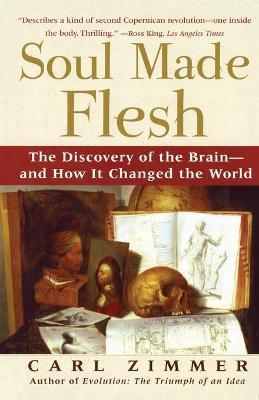 "Describes a kind of second Copernican revolution—one inside
the body. Thrilling." —Ross King, Los Angeles Times
Soul Made
Flesh
The Discovery of the Brain—
and How It Changed the World
CARL ZIMMER
Author of Evolution: The Triumph of an Idea